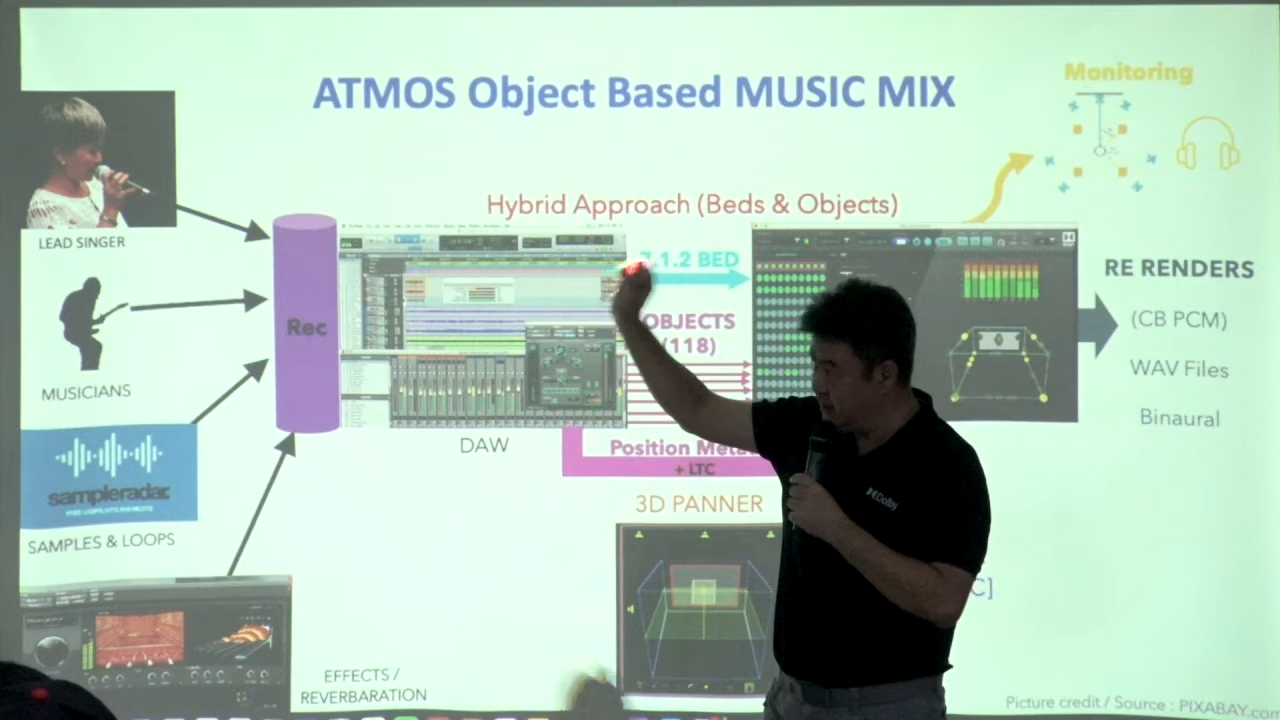 ATMOS Object Based MUSIC MIX
Monitoring
Hybrid Approach (Beds & Objects)
LEAD SINGER
7.1.2 BED
RE RENDERS
Rec
OBJECTS
(118)
(CB PCM)
WAV Files
MUSICIANS
Binaural
DAW
Position
+ LTC
sampleradar
3D PANNER
Dolby
SAMPLES & LOOPS
C]
EFFECTS /
REVERBARATION
Picture credit / Source : PIXABAY.com